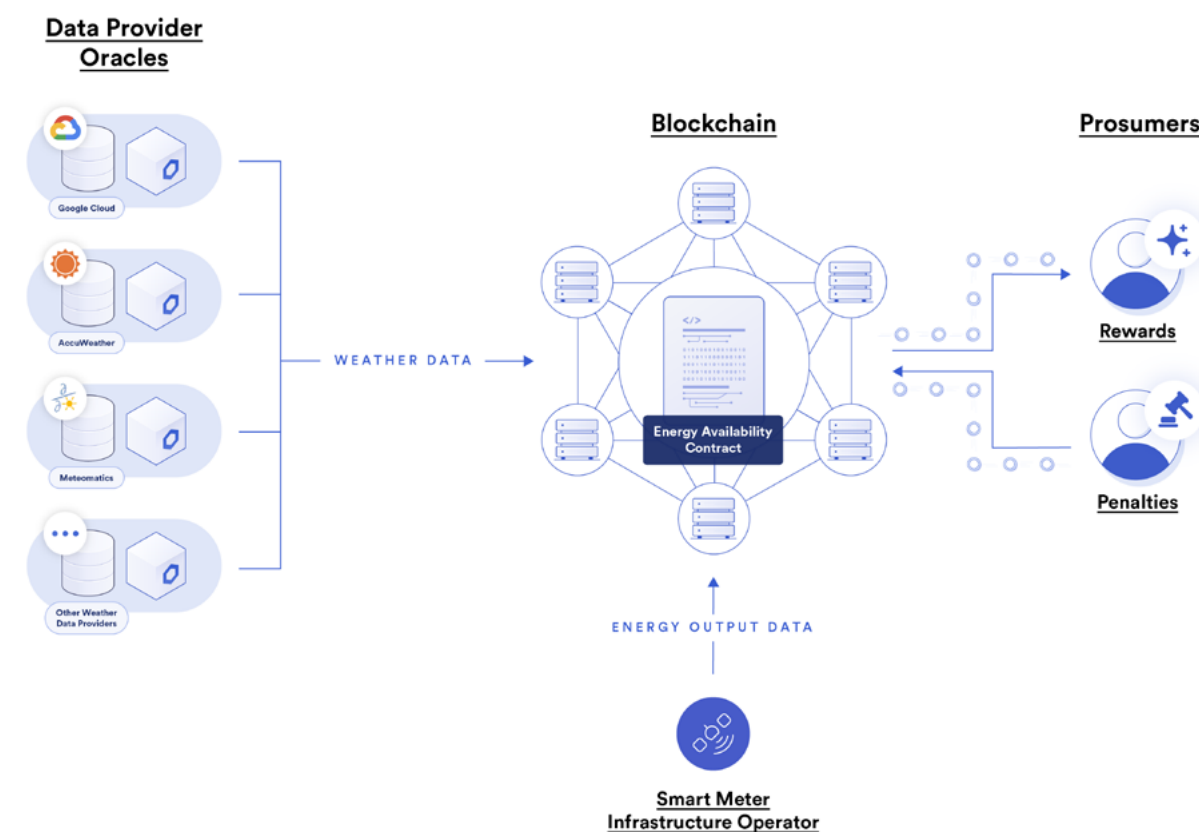 Data Provider
Oracles
Google Cloud
AccuWeather
Meteomatics
Other Weather
Data Providers
WEATHER DATA
Blockchain
</>
Energy Availability
Contract
ENERGY OUTPUT DATA
Smart Meter
Infrastructure Operator
Prosumers
Rewards
Penalties